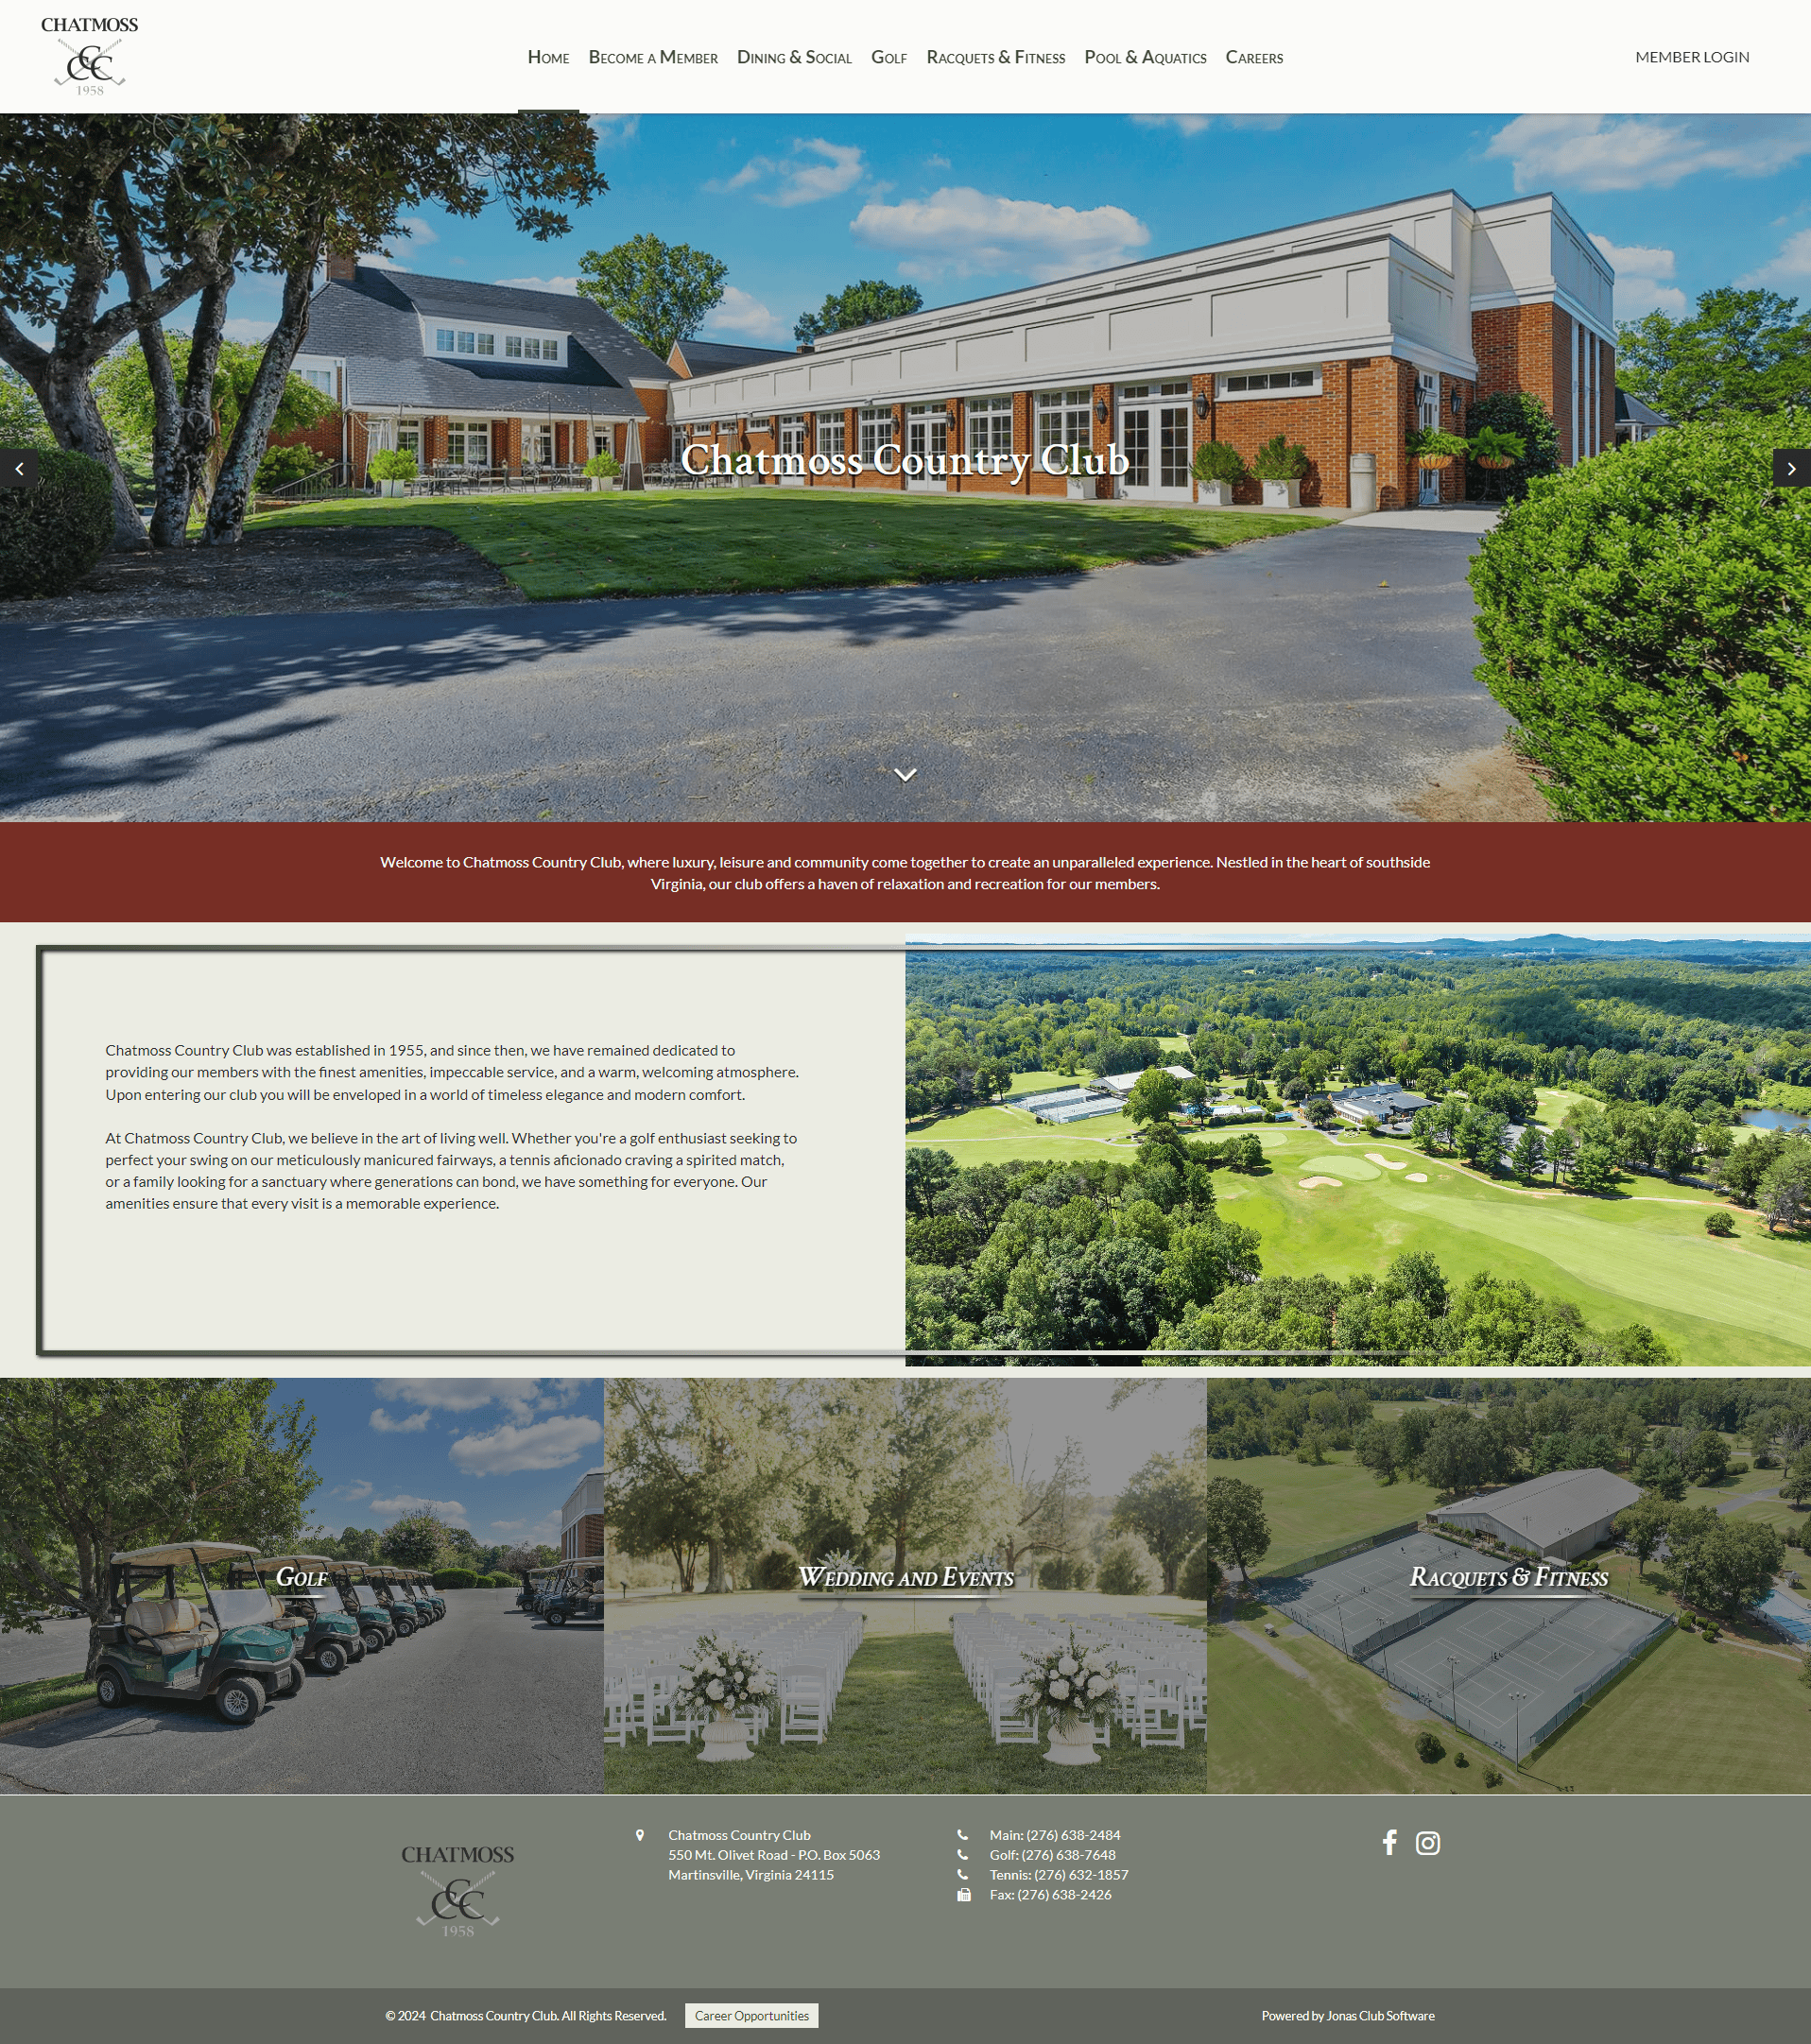 CHATMOSS
CCC
1958
Home Become a Member Dining & Social Golf Racquets & Fitness Pool & Aquatics Careers
MEMBER LOGIN
Chatmoss Country Club
Welcome to Chatmoss Country Club, where luxury, leisure and community come together to create an unparalleled experience. Nestled in the heart of southside
Virginia, our club offers a haven of relaxation and recreation for our members.
Chatmoss Country Club was established in 1955, and since then, we have remained dedicated to
providing our members with the finest amenities, impeccable service, and a warm, welcoming atmosphere.
Upon entering our club you will be enveloped in a world of timeless elegance and modern comfort.
At Chatmoss Country Club, we believe in the art of living well. Whether you're a golf enthusiast seeking to
perfect your swing on our meticulously manicured fairways, a tennis aficionado craving a spirited match,
or a family looking for a sanctuary where generations can bond, we have something for everyone. Our
amenities ensure that every visit is a memorable experience.
Golf
Wedding and Events
Racquets & Fitness
CHATMOSS
CCC
1958
Chatmoss Country Club
550 Mt. Olivet Road - P.O. Box 5063
Martinsville, Virginia 24115
Main: (276) 638-2484
Golf: (276) 638-7648
Tennis: (276) 632-1857
Fax: (276) 638-2426
© 2024 Chatmoss Country Club. All Rights Reserved.
Career Opportunities
Powered by Jonas Club Software